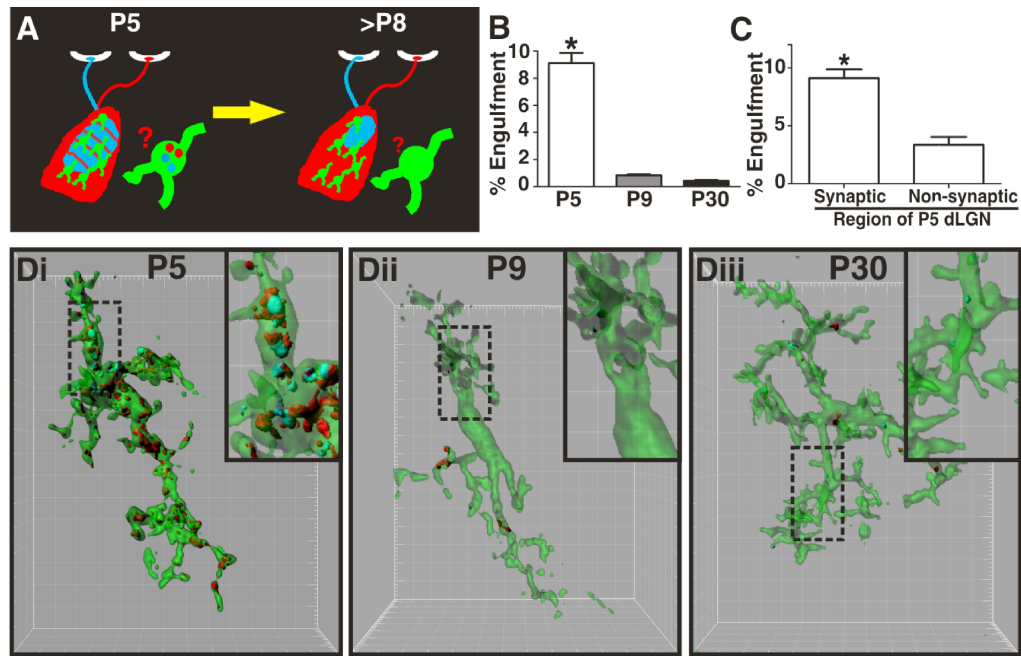 A
P5
>P8
?
?
B
% Engulfment
10
8
6
4
2
0
*
P5
P9
P30
C
% Engulfment
10
5
0
*
Synaptic
Non-synaptic
Region of P5 dLGN
Di
P5
Dii
P9
Diii
P30